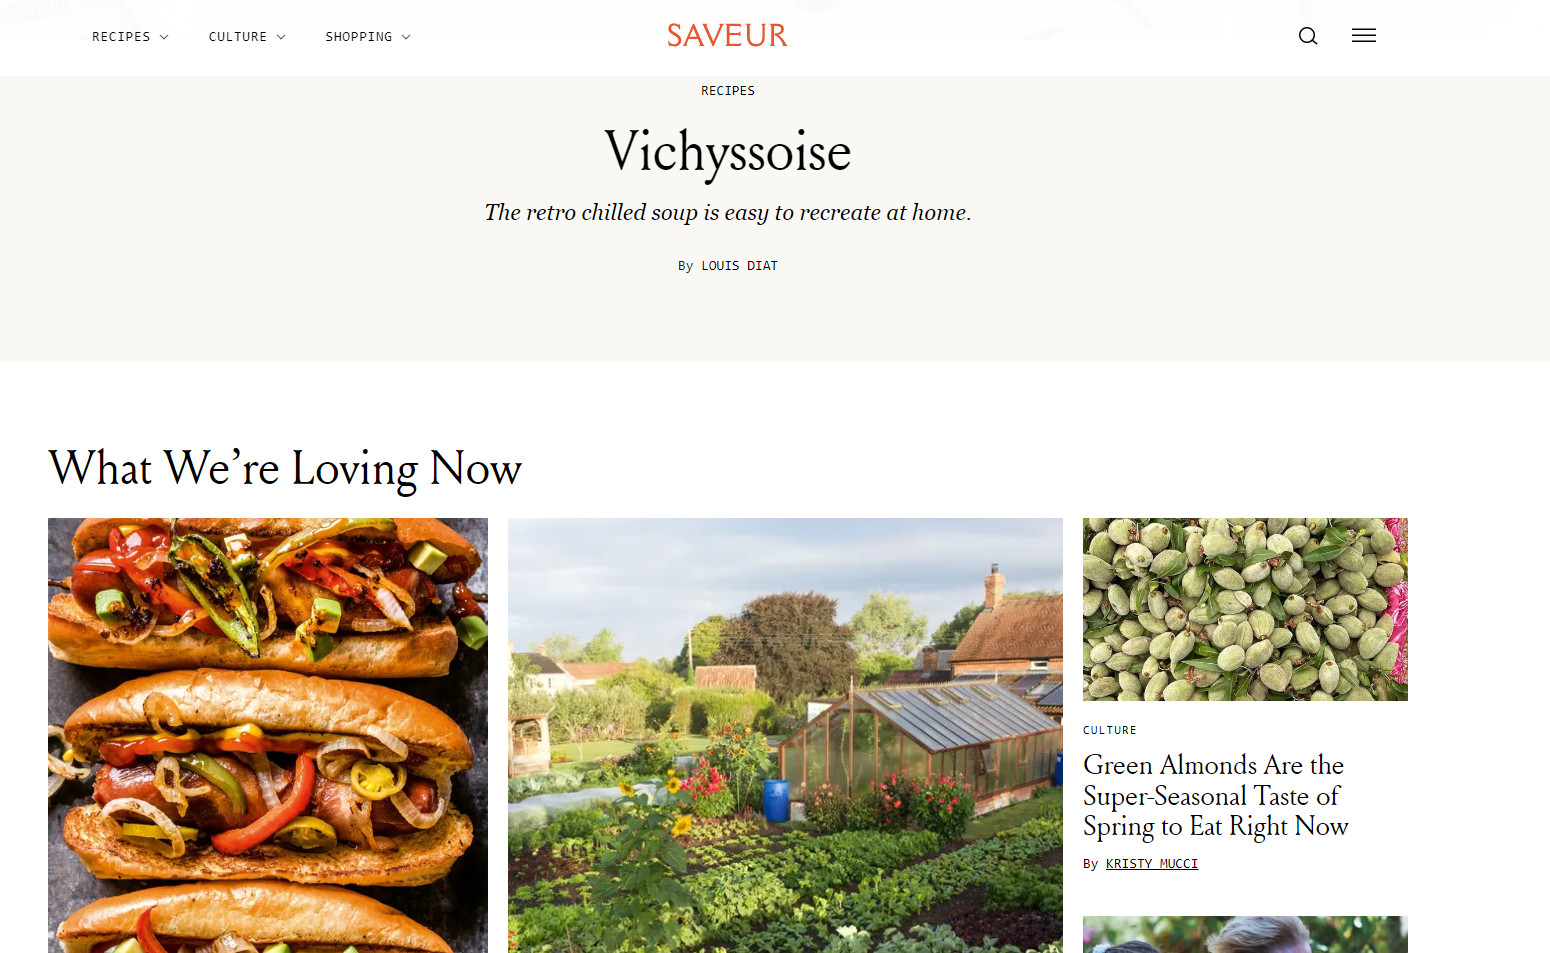 RECIPES CULTURE SHOPPING SAVEUR
RECIPES
Vichyssoise
The retro chilled soup is easy to recreate at home.
By LOUIS DIAT
What We’re Loving Now
CULTURE
Green Almonds Are the
Super-Seasonal Taste of
Spring to Eat Right Now
By KRISTY MUCCI